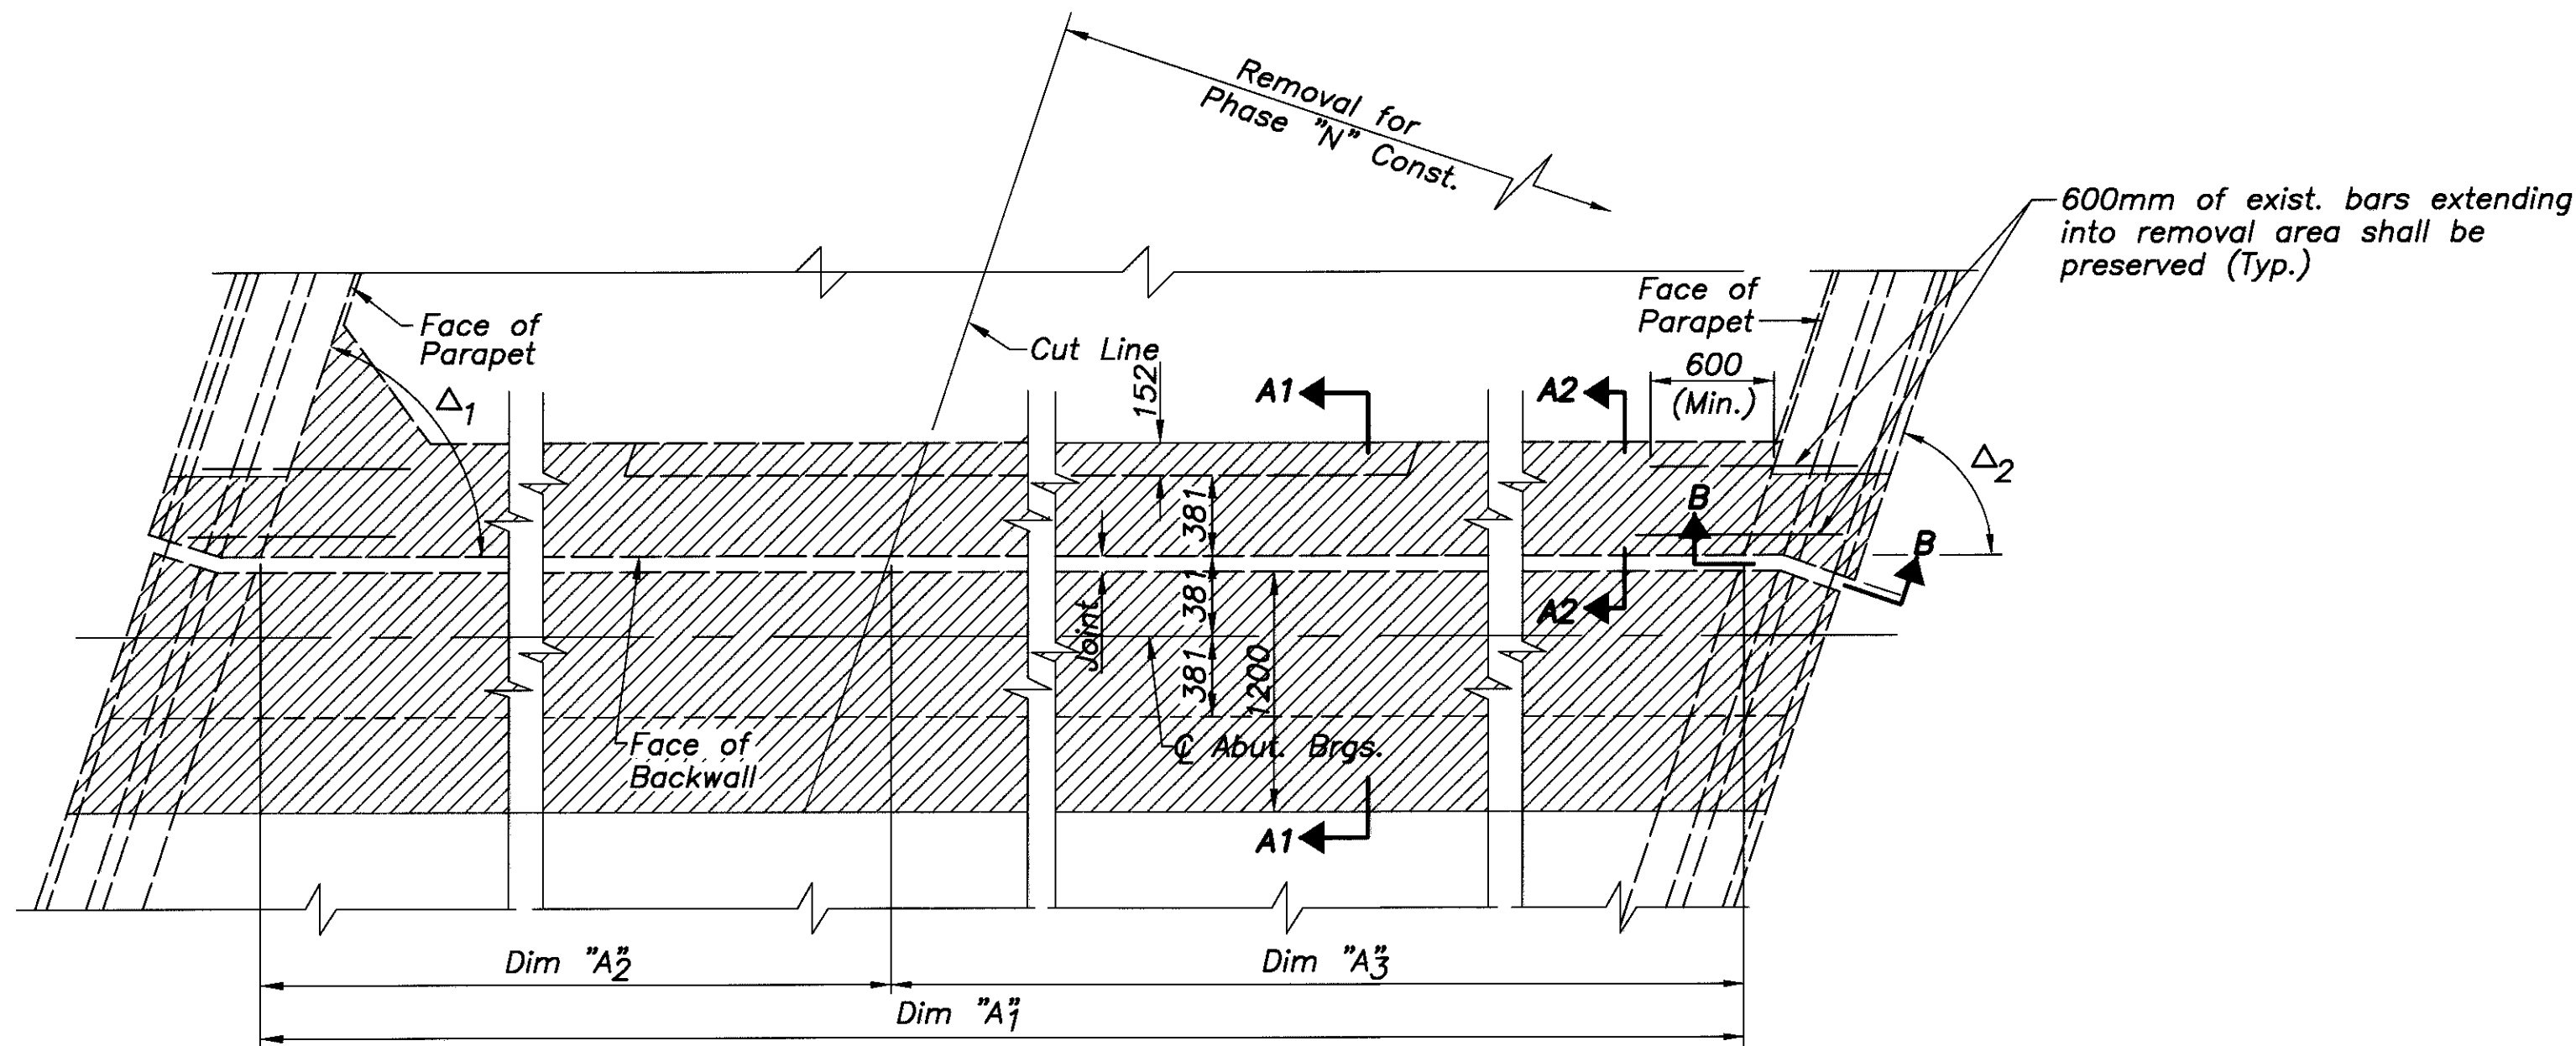 Removal for
Phase "N" Const.
600mm of exist. bars extending
into removal area shall be
preserved (Typ.)
Face of
Parapet
Face of
Parapet
Cut Line
600
(Min.)
152
A1
A2
Δ1
Δ2
381
B
B
381
Joint
A2
381
1200
Face of
Backwall
℄ Abut. Brgs.
A1
Dim "A2"
Dim "A3"
Dim "A1"